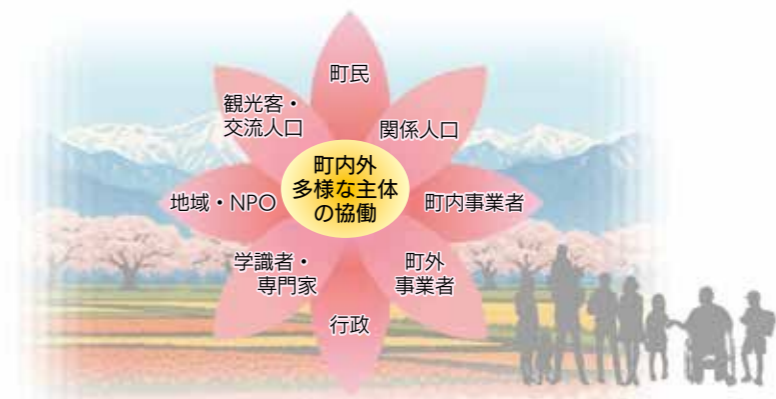 町民
観光客・
交流人口
関係人口
町内外
多様な主体
の協働
地域・NPO
町内事業者
学識者・
専門家
町外
事業者
行政